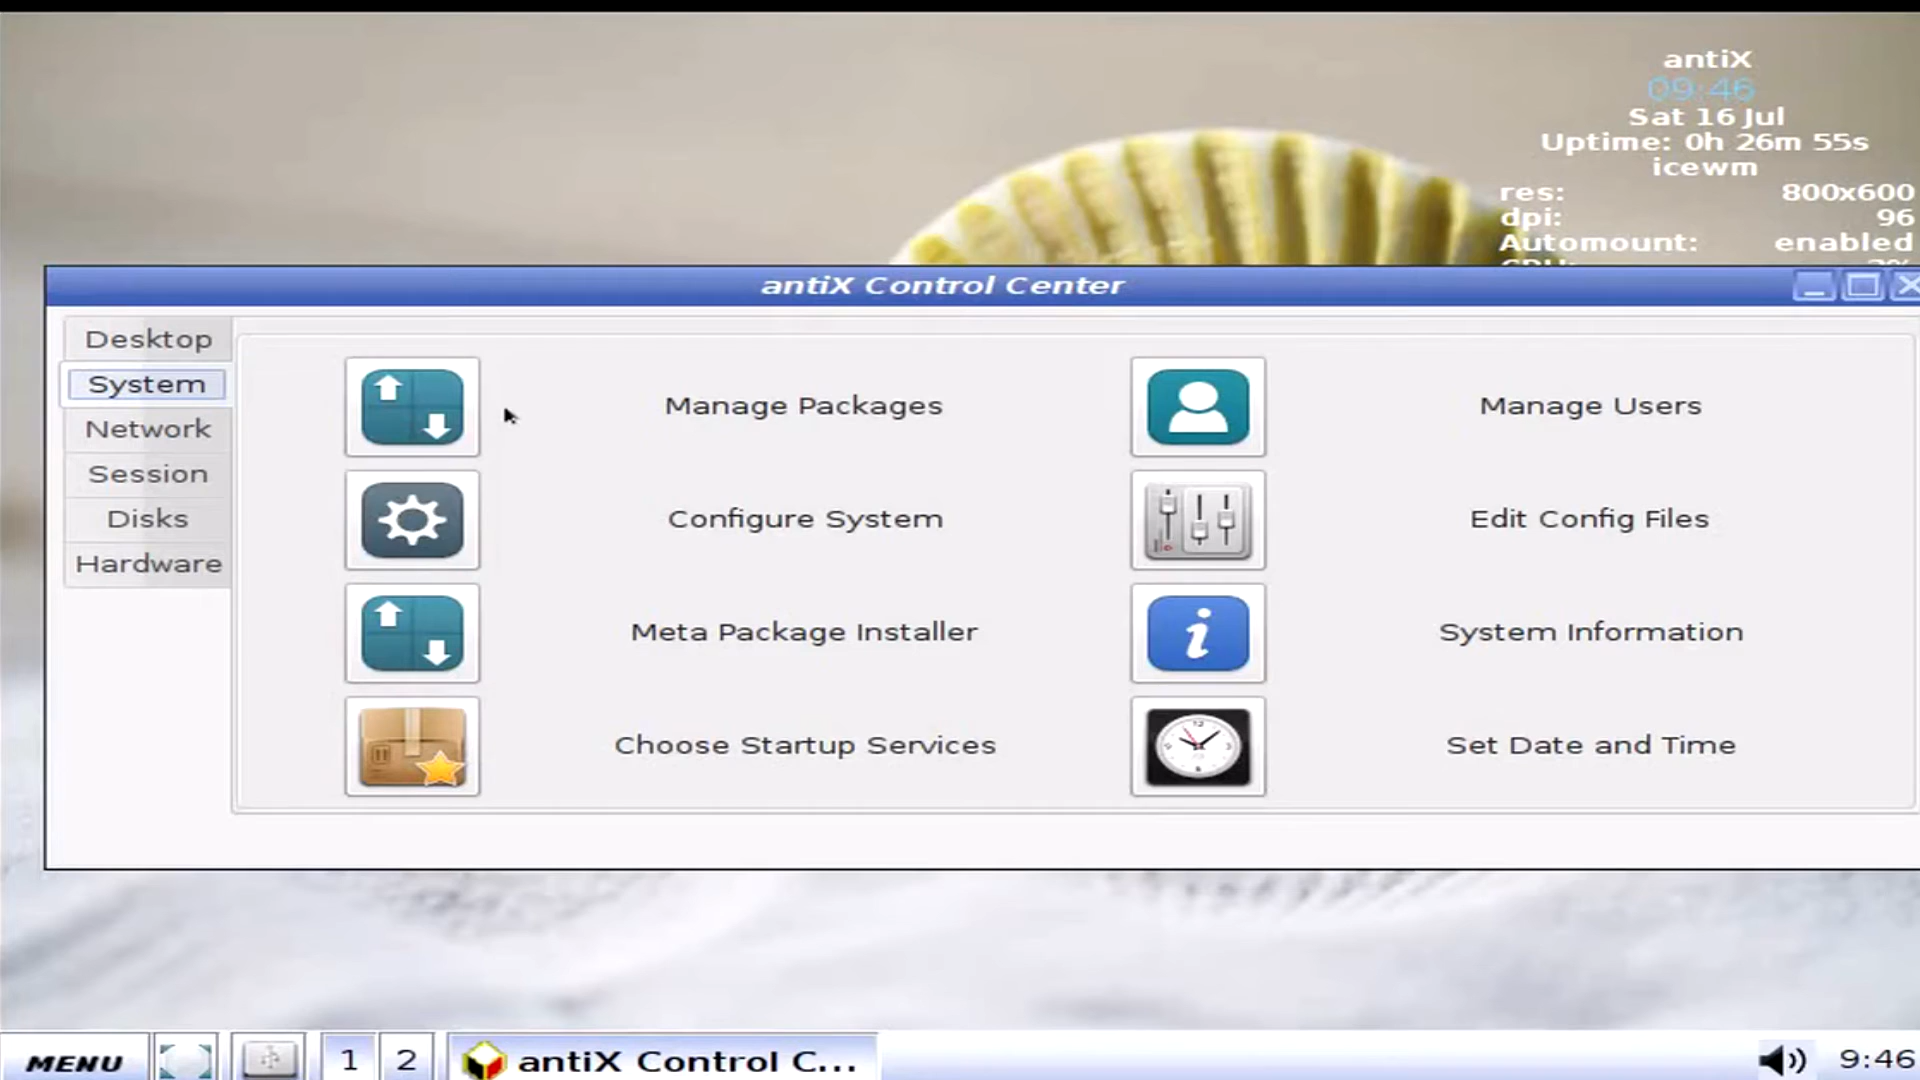 antiX
09:46
Sat 16 Jul
Uptime: 0h 26m 55s
icewm
res: 800x600
dpi: 96
Automount: enabled
antiX Control Center
Desktop
System
Network
Session
Disks
Hardware
Manage Packages
Manage Users
Configure System
Edit Config Files
Meta Package Installer
System Information
Choose Startup Services
Set Date and Time
MENU
1
2
antiX Control C...
9:46